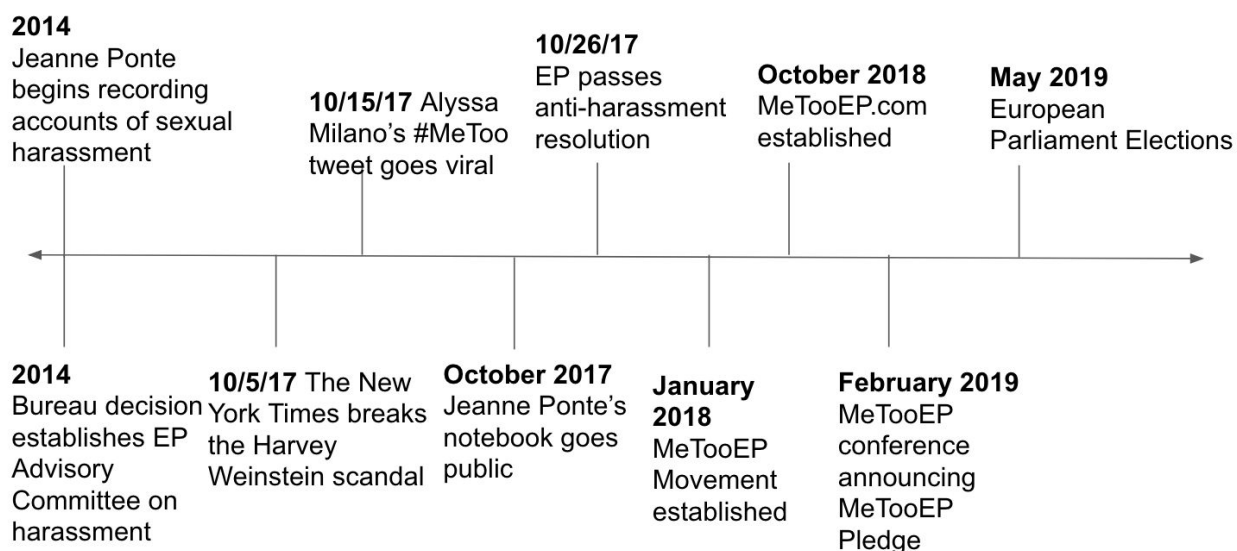 2014
Jeanne Ponte
begins recording
accounts of sexual
harassment
10/15/17 Alyssa
Milano's #MeToo
tweet goes viral
10/26/17
EP passes
anti-harassment
resolution
October 2018
MeTooEP.com
established
May 2019
European
Parliament Elections
2014
Bureau decision
establishes EP
Advisory
Committee on
harassment
10/5/17 The New
York Times breaks
the Harvey
Weinstein scandal
October 2017
Jeanne Ponte's
notebook goes
public
January
2018
MeTooEP
Movement
established
February 2019
MeTooEP
conference
announcing
MeTooEP
Pledge